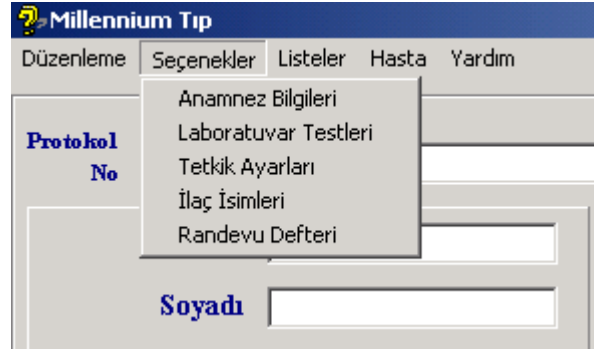 Millennium Tıp
Düzenleme Seçenekler Listeler Hasta Yardım
Anamnez Bilgileri
Laboratuvar Testleri
Tetkik Ayarları
İlaç İsimleri
Randevu Defteri
Protokol
No
Soyadı